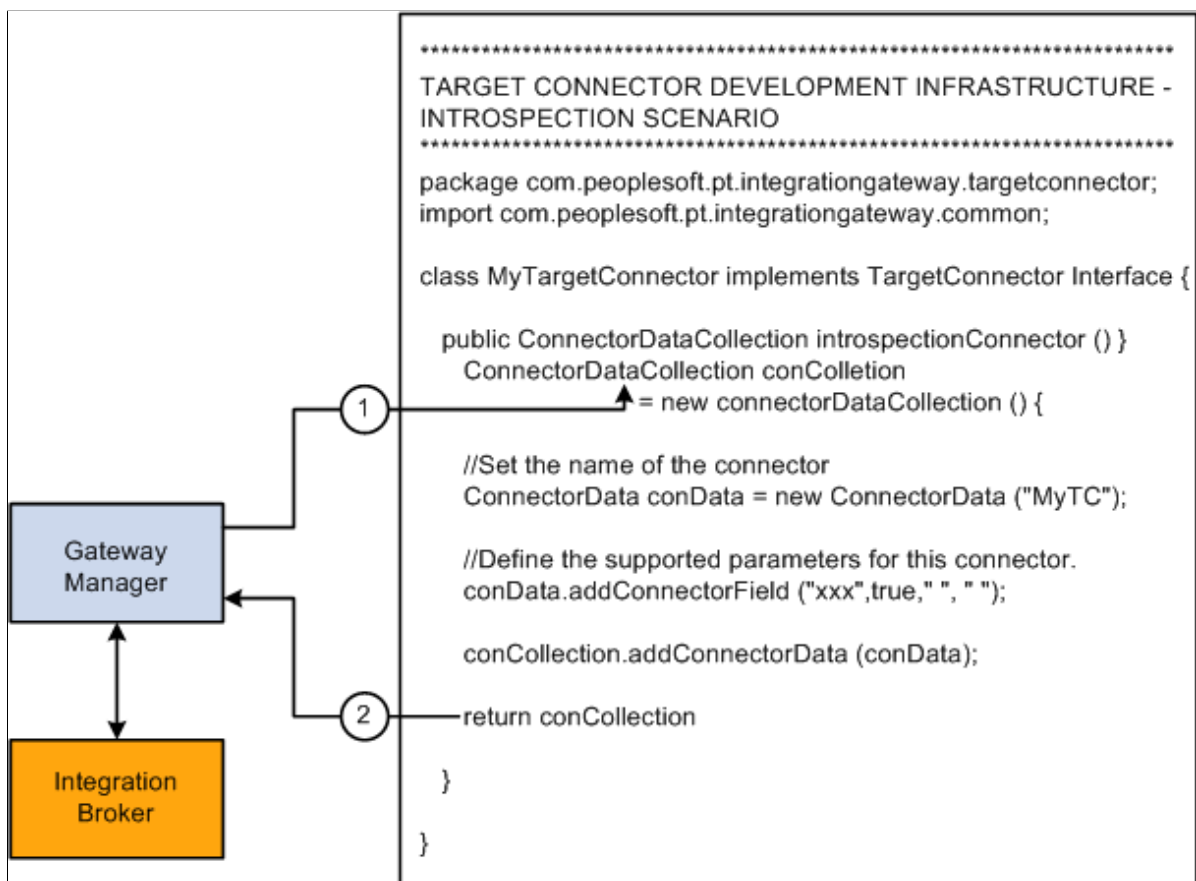 **************************************************************************
TARGET CONNECTOR DEVELOPMENT INFRASTRUCTURE -
INTROSPECTION SCENARIO
**************************************************************************
package com.peoplesoft.pt.integrationgateway.targetconnector;
import com.peoplesoft.pt.integrationgateway.common;
class MyTargetConnector implements TargetConnector Interface {
public ConnectorDataCollection introspectionConnector () }
ConnectorDataCollection conColletion
= new connectorDataCollection () {
//Set the name of the connector
ConnectorData conData = new ConnectorData ("MyTC");
//Define the supported parameters for this connector.
conData.addConnectorField ("xxx",true," ", " ");
conCollection.addConnectorData (conData);
return conCollection
}
}
1
2
Gateway
Manager
Integration
Broker